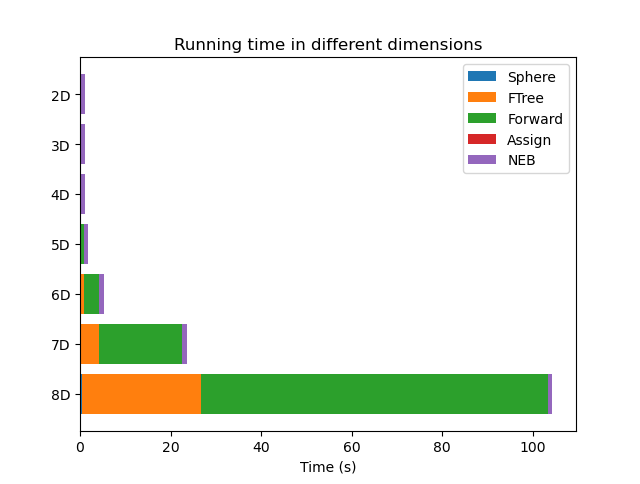 Running time in different dimensions
Sphere
FTree
Forward
Assign
NEB
2D
3D
4D
5D
6D
7D
8D
0 20 40 60 80 100
Time (s)